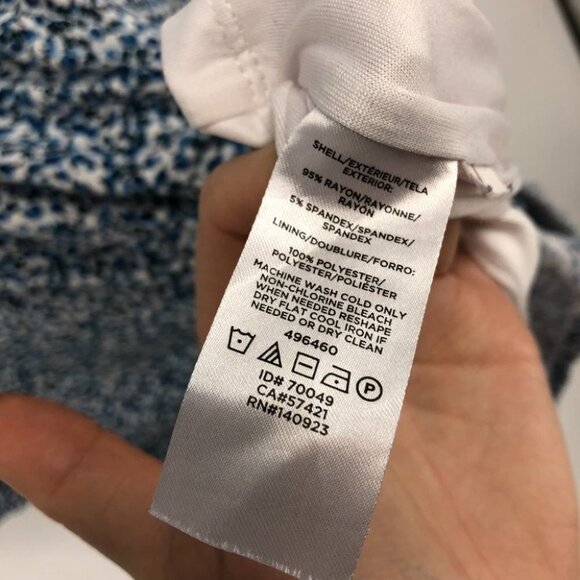 SHELL/EXTÉRIEUR/TELA
EXTERIOR:
95% RAYON/RAYONNE/
RAYON
5% SPANDEX/SPANDEX/
SPANDEX
LINING/DOUBLURE/FORRO:
100% POLYESTER/
POLYESTER/POLIÉSTER
MACHINE WASH COLD ONLY
NON-CHLORINE BLEACH
WHEN NEEDED RESHAPE
DRY FLAT COOL IRON IF
NEEDED OR DRY CLEAN
496460
P
ID# 70049
CA#57421
RN#140923